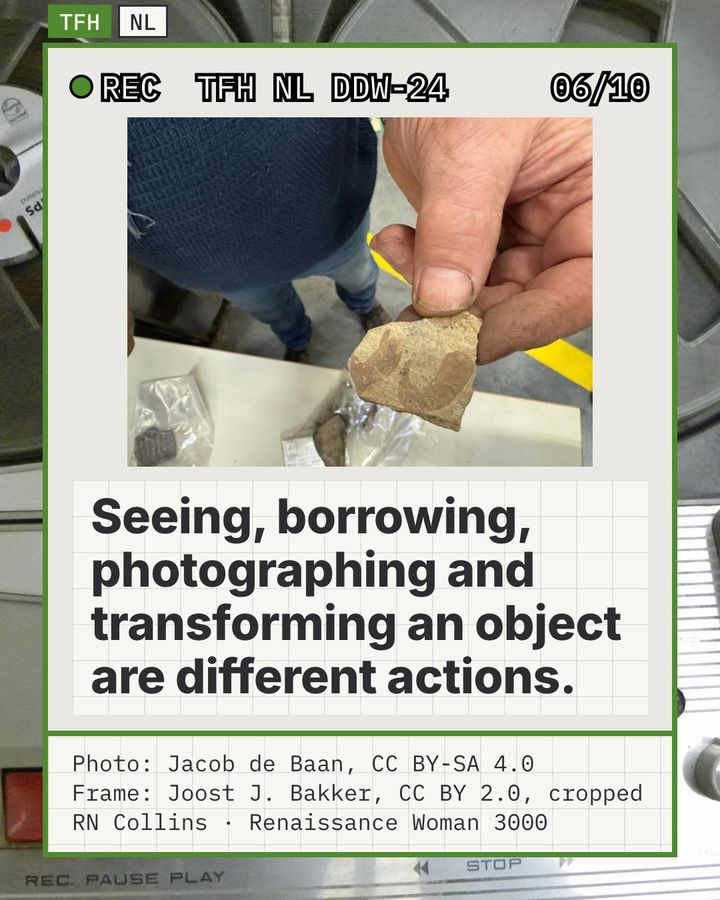 TFH NL
REC TFH NL DDW-24 06/10
Seeing, borrowing,
photographing and
transforming an object
are different actions.
Photo: Jacob de Baan, CC BY-SA 4.0
Frame: Joost J. Bakker, CC BY 2.0, cropped
RN Collins · Renaissance Woman 3000
STOP
REC. PAUSE PLAY